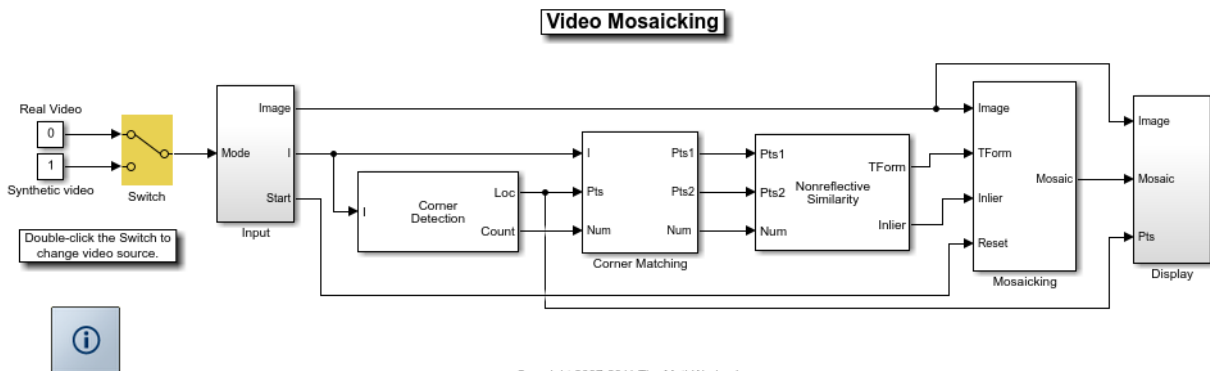 Video Mosaicking
Real Video
0
1
Synthetic video
Switch
Double-click the Switch to
change video source.
Mode
Image
I
Start
Input
I
Corner
Detection
Loc
Count
I
Pts
Num
Pts1
Pts2
Num
Corner Matching
Pts1
Pts2
Num
Nonreflective
Similarity
TForm
Inlier
Image
TForm
Inlier
Reset
Mosaic
Mosaicking
Image
Mosaic
Pts
Display